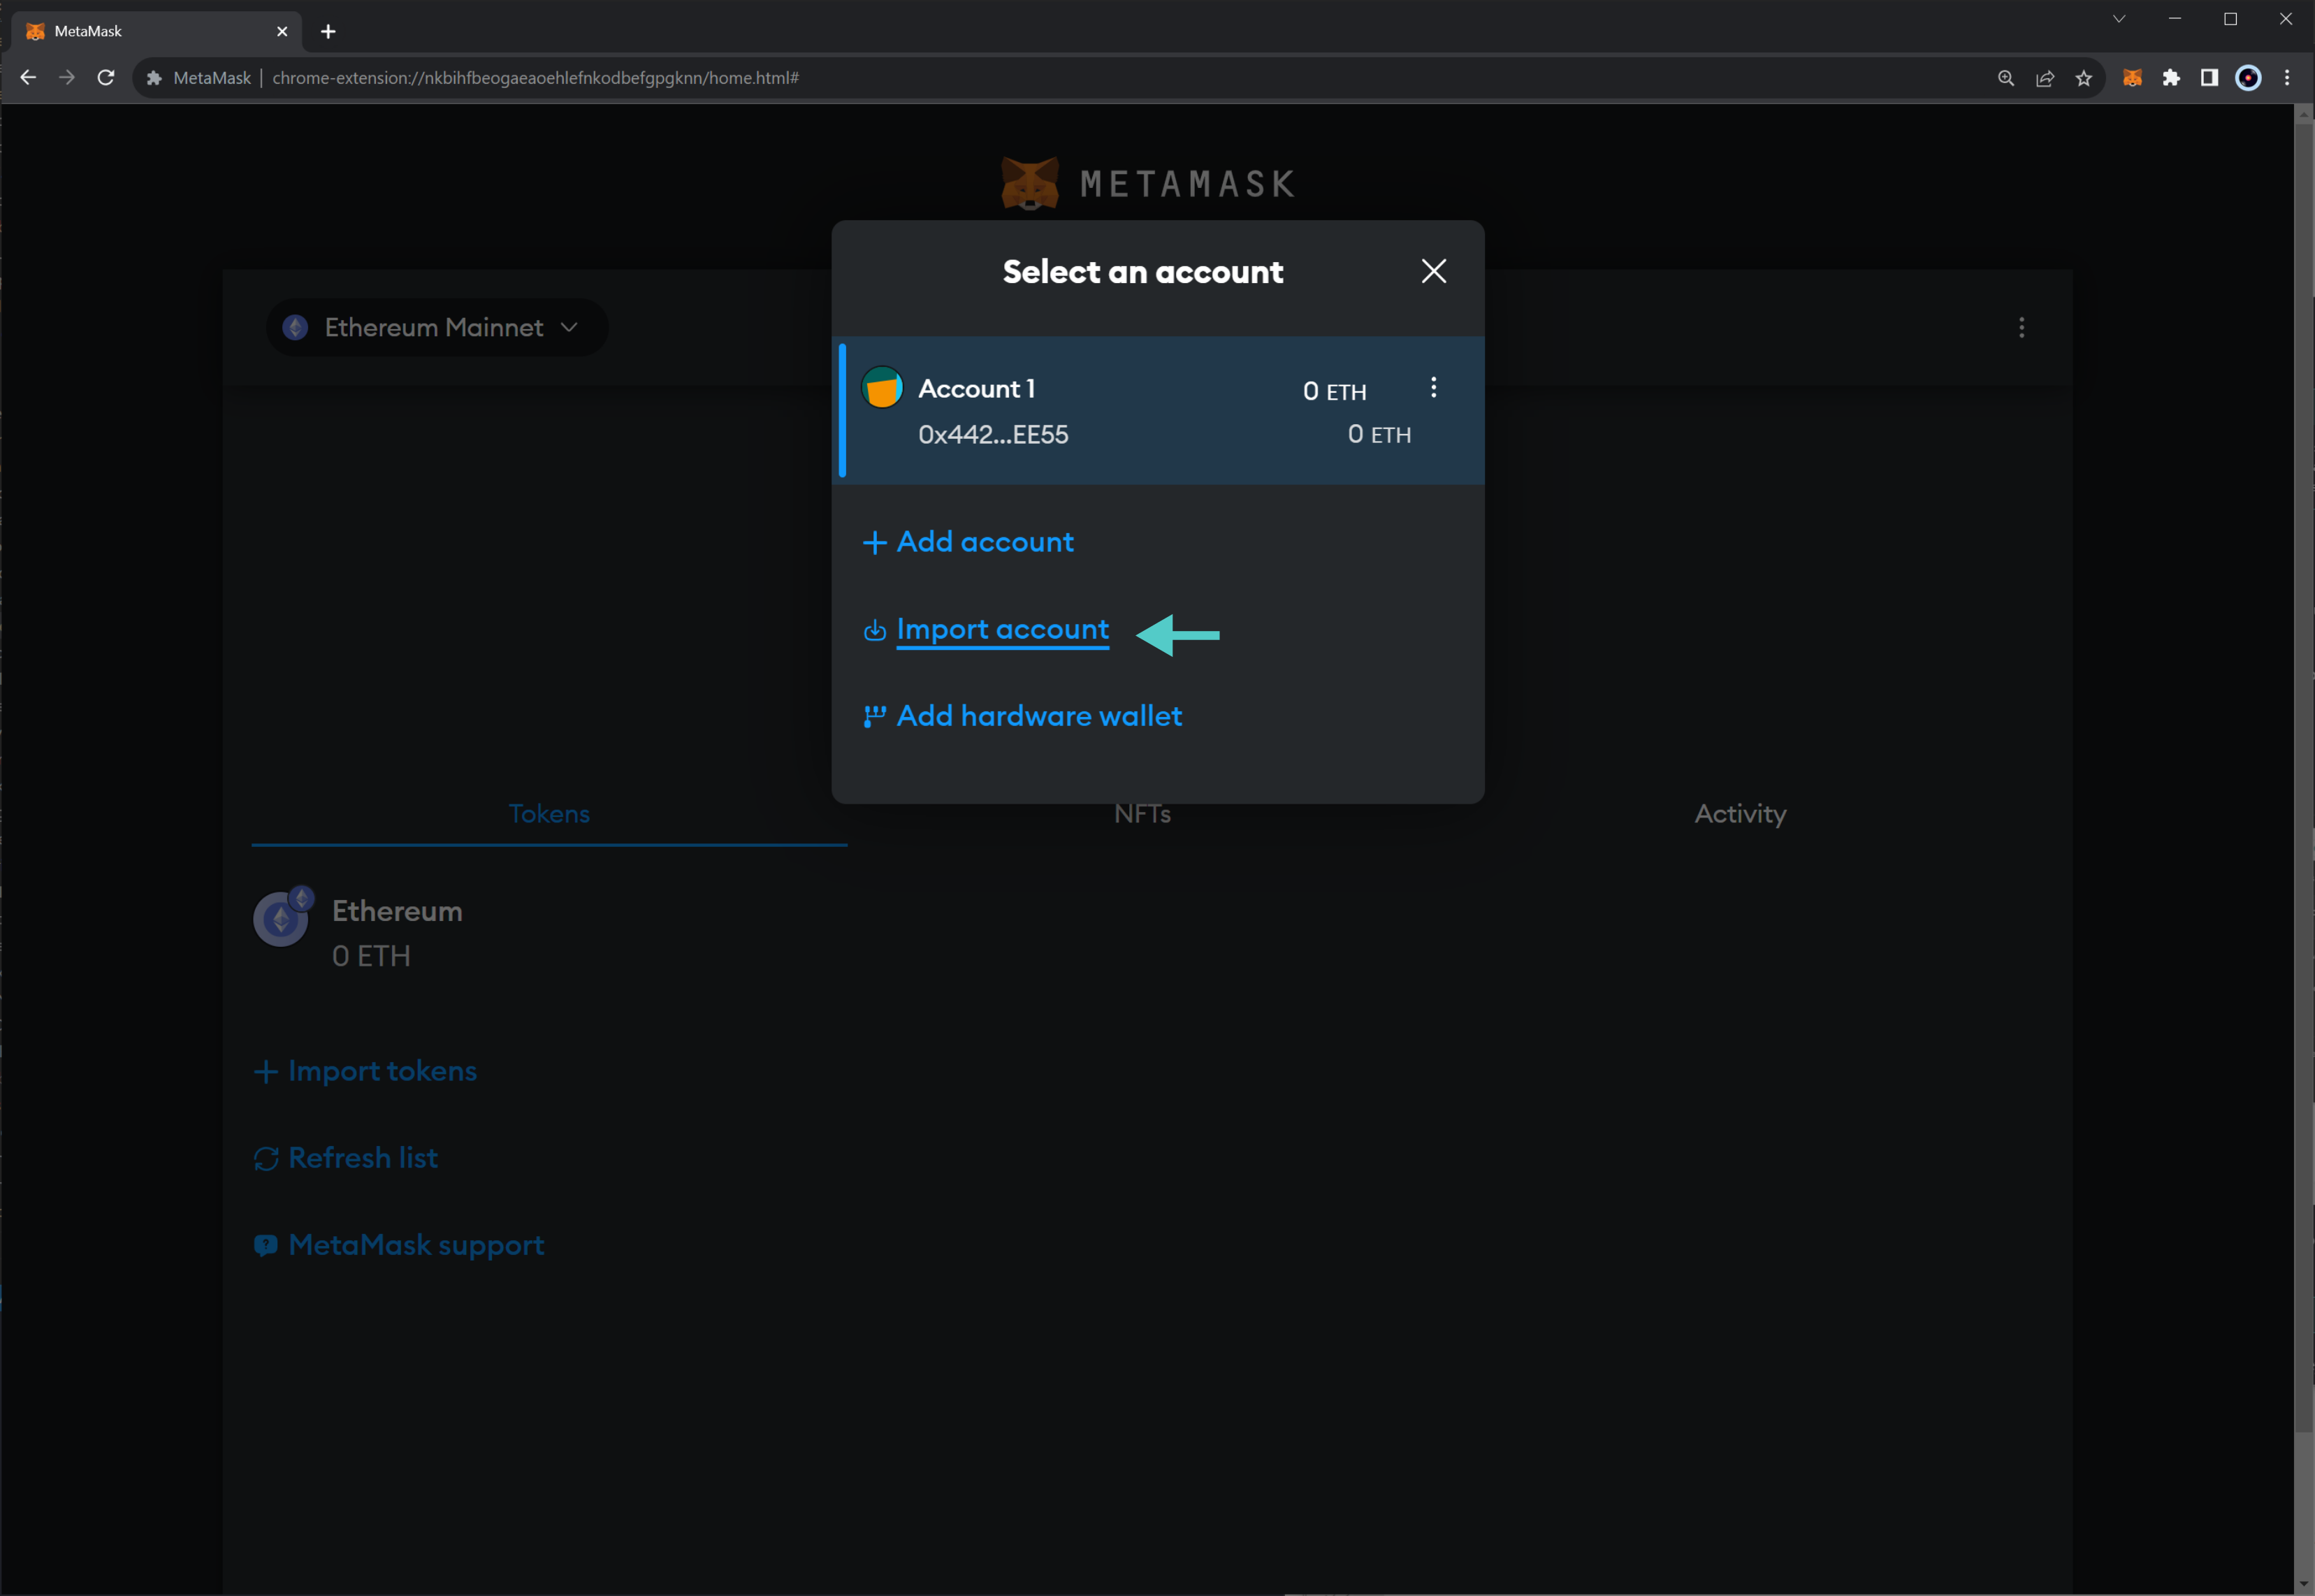 MetaMask
MetaMask | chrome-extension://nkbihfbeogaeaoehlefnkodbefgpgknn/home.html#
METAMASK
Select an account
Ethereum Mainnet
Account 1
0 ETH
0x442...EE55
0 ETH
Add account
Import account
Add hardware wallet
Tokens
NFTs
Activity
Ethereum
0 ETH
Import tokens
Refresh list
MetaMask support